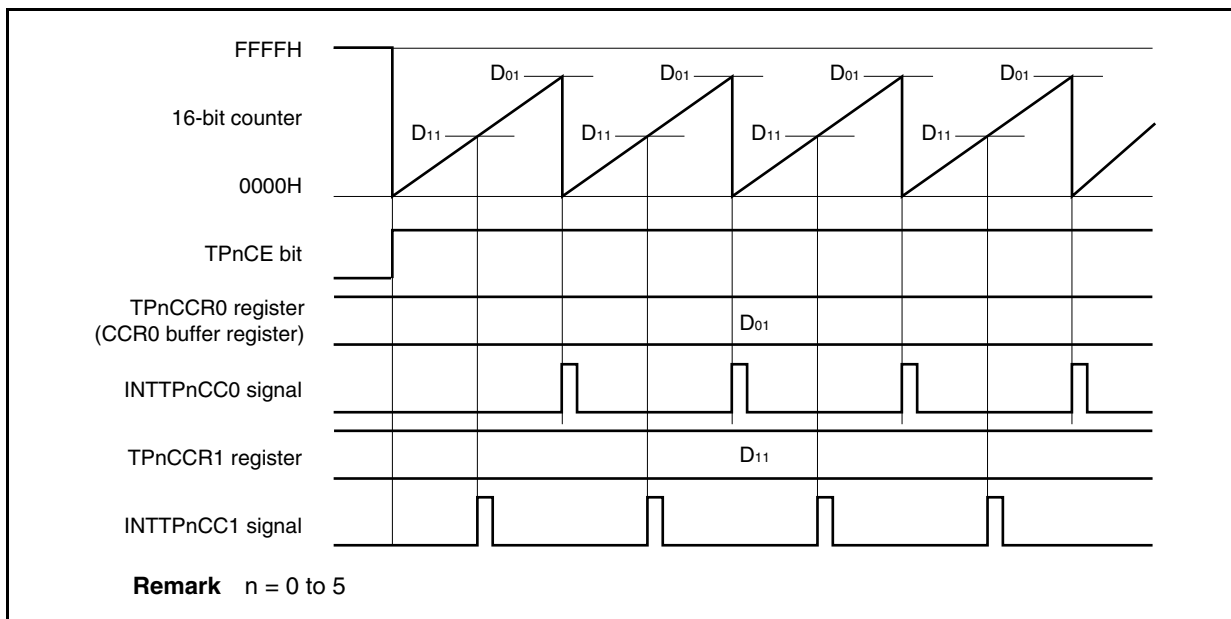 FFFFH
D01 D01 D01 D01
16-bit counter
D11 D11 D11 D11
0000H
TPnCE bit
TPnCCR0 register
(CCR0 buffer register)
D01
INTTPnCC0 signal
TPnCCR1 register
D11
INTTPnCC1 signal
Remark n = 0 to 5